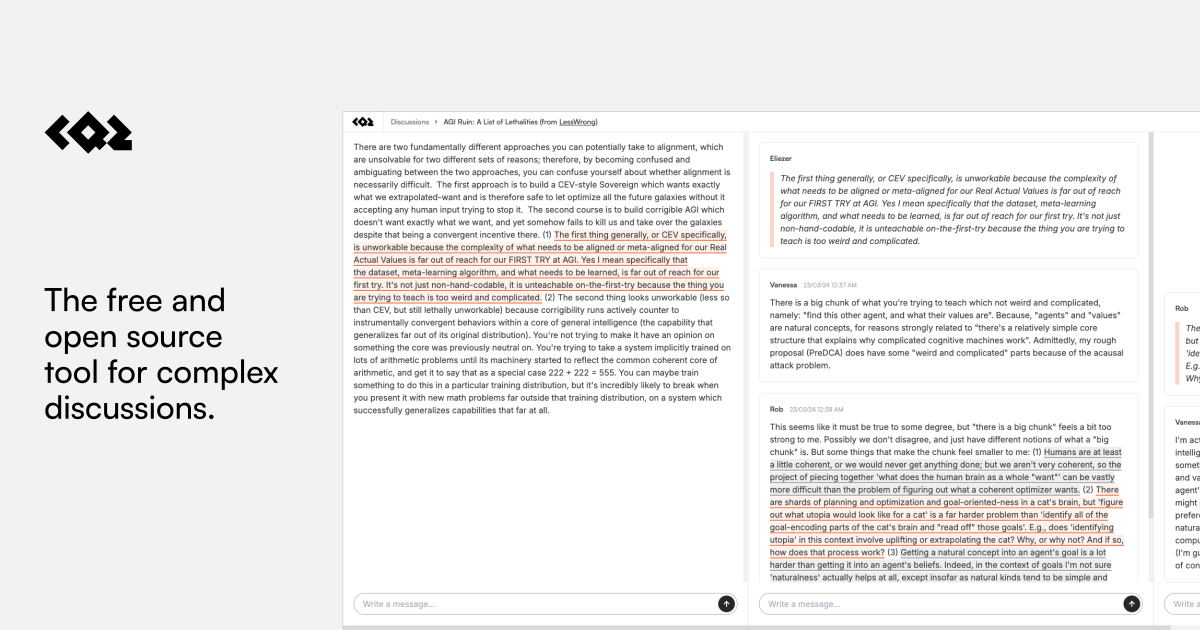 CQ2
The free and
open source
tool for complex
discussions.
CQ2
Discussions > AGI Ruin: A List of Lethalities (from LessWrong)
There are two fundamentally different approaches you can potentially take to alignment, which
are unsolvable for two different sets of reasons; therefore, by becoming confused and
ambiguating between the two approaches, you can confuse yourself about whether alignment is
necessarily difficult. The first approach is to build a CEV-style Sovereign which wants exactly
what we extrapolated-want and is therefore safe to let optimize all the future galaxies without it
accepting any human input trying to stop it. The second course is to build corrigible AGI which
doesn't want exactly what we want, and yet somehow fails to kill us and take over the galaxies
despite that being a convergent incentive there. (1) The first thing generally, or CEV specifically,
is unworkable because the complexity of what needs to be aligned or meta-aligned for our Real
Actual Values is far out of reach for our FIRST TRY at AGI. Yes I mean specifically that
the dataset, meta-learning algorithm, and what needs to be learned, is far out of reach for our
first try. It's not just non-hand-codable, it is unteachable on-the-first-try because the thing you
are trying to teach is too weird and complicated. (2) The second thing looks unworkable (less so
than CEV, but still lethally unworkable) because corrigibility runs actively counter to
instrumentally convergent behaviors within a core of general intelligence (the capability that
generalizes far out of its original distribution). You're not trying to make it have an opinion on
something the core was previously neutral on. You're trying to take a system implicitly trained on
lots of arithmetic problems until its machinery started to reflect the common coherent core of
arithmetic, and get it to say that as a special case 222 + 222 = 555. You can maybe train
something to do this in a particular training distribution, but it's incredibly likely to break when
you present it with new math problems far outside that training distribution, on a system which
successfully generalizes capabilities that far at all.
Write a message...
Eliezer
The first thing generally, or CEV specifically, is unworkable because the complexity of
what needs to be aligned or meta-aligned for our Real Actual Values is far out of reach
for our FIRST TRY at AGI. Yes I mean specifically that the dataset, meta-learning
algorithm, and what needs to be learned, is far out of reach for our first try. It's not just
non-hand-codable, it is unteachable on-the-first-try because the thing you are trying to
teach is too weird and complicated.
Vanessa 23/03/24 12:37 AM
There is a big chunk of what you're trying to teach which not weird and complicated,
namely: "find this other agent, and what their values are". Because, "agents" and "values"
are natural concepts, for reasons strongly related to "there's a relatively simple core
structure that explains why complicated cognitive machines work". Admittedly, my rough
proposal (PreDCA) does have some "weird and complicated" parts because of the acausal
attack problem.
Rob 23/03/24 12:38 AM
This seems like it must be true to some degree, but "there is a big chunk" feels a bit too
strong to me. Possibly we don't disagree, and just have different notions of what a "big
chunk" is. But some things that make the chunk feel smaller to me: (1) Humans are at least
a little coherent, or we would never get anything done; but we aren't very coherent, so the
project of piecing together 'what does the human brain as a whole "want"' can be vastly
more difficult than the problem of figuring out what a coherent optimizer wants. (2) There
are shards of planning and optimization and goal-oriented-ness in a cat's brain, but 'figure
out what utopia would look like for a cat' is a far harder problem than 'identify all of the
goal-encoding parts of the cat's brain and "read off" those goals'. E.g., does 'identifying
utopia' in this context involve uplifting or extrapolating the cat? Why, or why not? And if so,
how does that process work? (3) Getting a natural concept into an agent's goal is a lot
harder than getting it into an agent's beliefs. Indeed, in the context of goals I'm not sure
'naturalness' actually helps at all, except insofar as natural kinds tend to be simple and
Write a message...
Rob
The
but
'ide
E.g.
Why
Vaness
I'm act
intellig
someti
and va
agent'
might
prefere
natura
compu
(I'm gu
of con
Write a